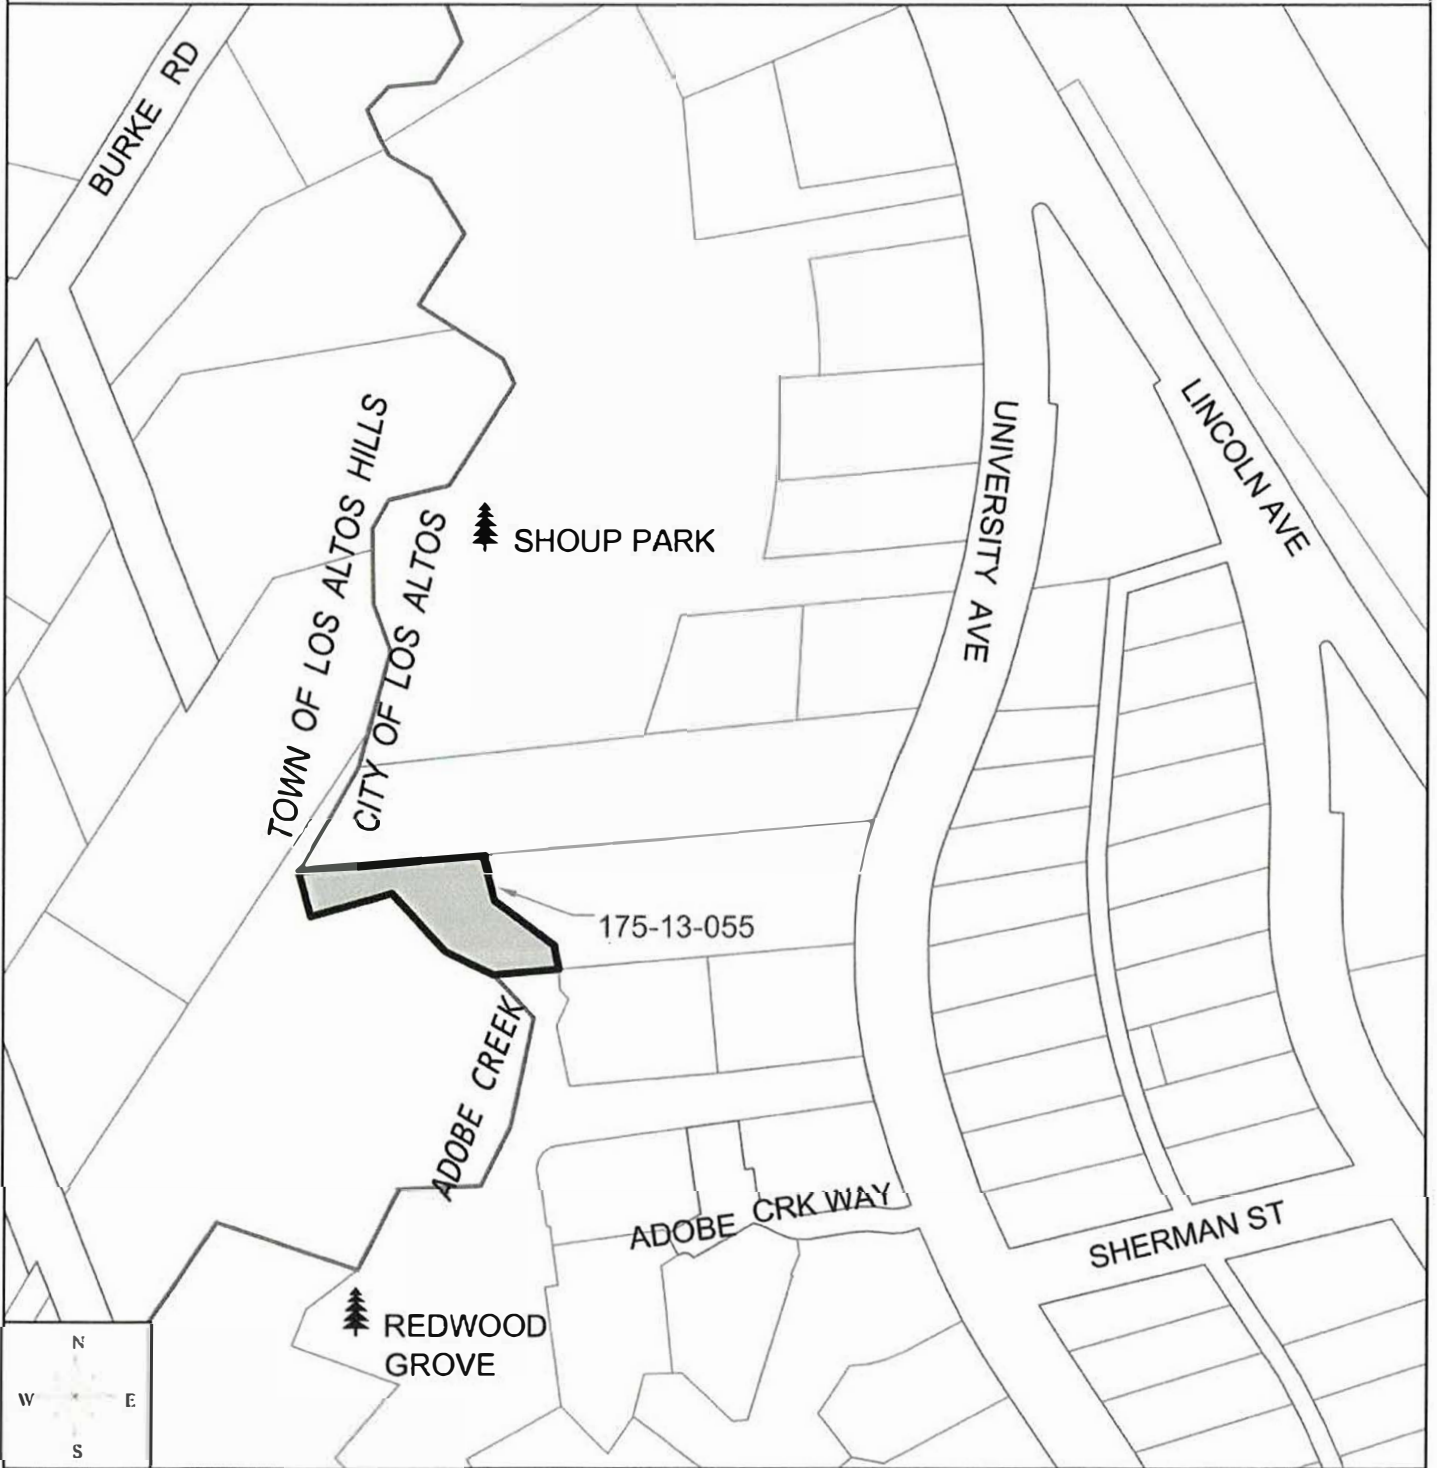 BURKE RD
TOWN OF LOS ALTOS HILLS
CITY OF LOS ALTOS
SHOUP PARK
UNIVERSITY AVE
LINCOLN AVE
175-13-055
ADOBE CREEK
ADOBE CRK WAY
SHERMAN ST
REDWOOD
GROVE
N
W E
S